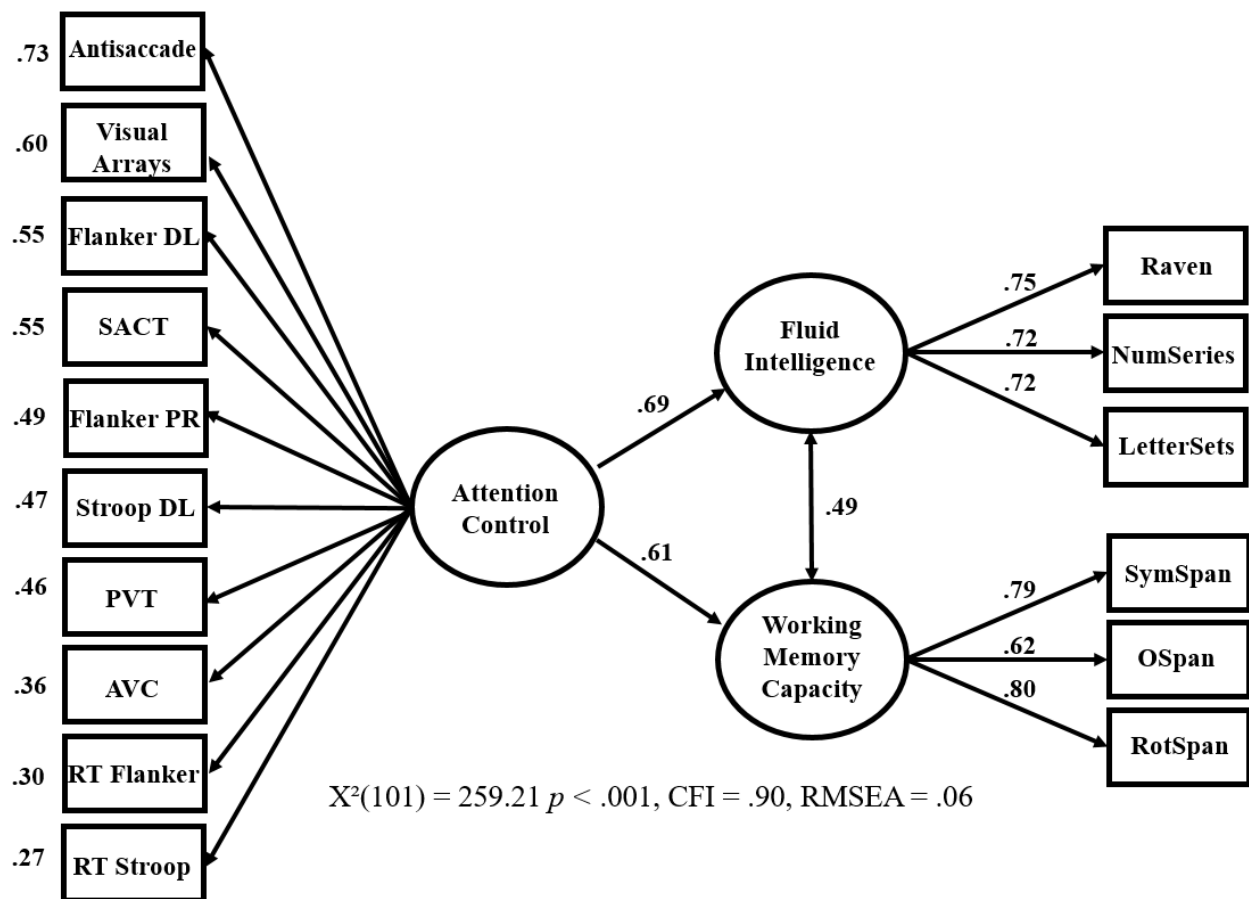 .73
Antisaccade
.60
Visual
Arrays
.55
Flanker DL
.55
SACT
.49
Flanker PR
.47
Stroop DL
.46
PVT
.36
AVC
.30
RT Flanker
.27
RT Stroop
Attention
Control
.69
.61
Fluid
Intelligence
.49
Working
Memory
Capacity
.75
Raven
.72
NumSeries
.72
LetterSets
.79
SymSpan
.62
OSpan
.80
RotSpan
X²(101) = 259.21 p < .001, CFI = .90, RMSEA = .06